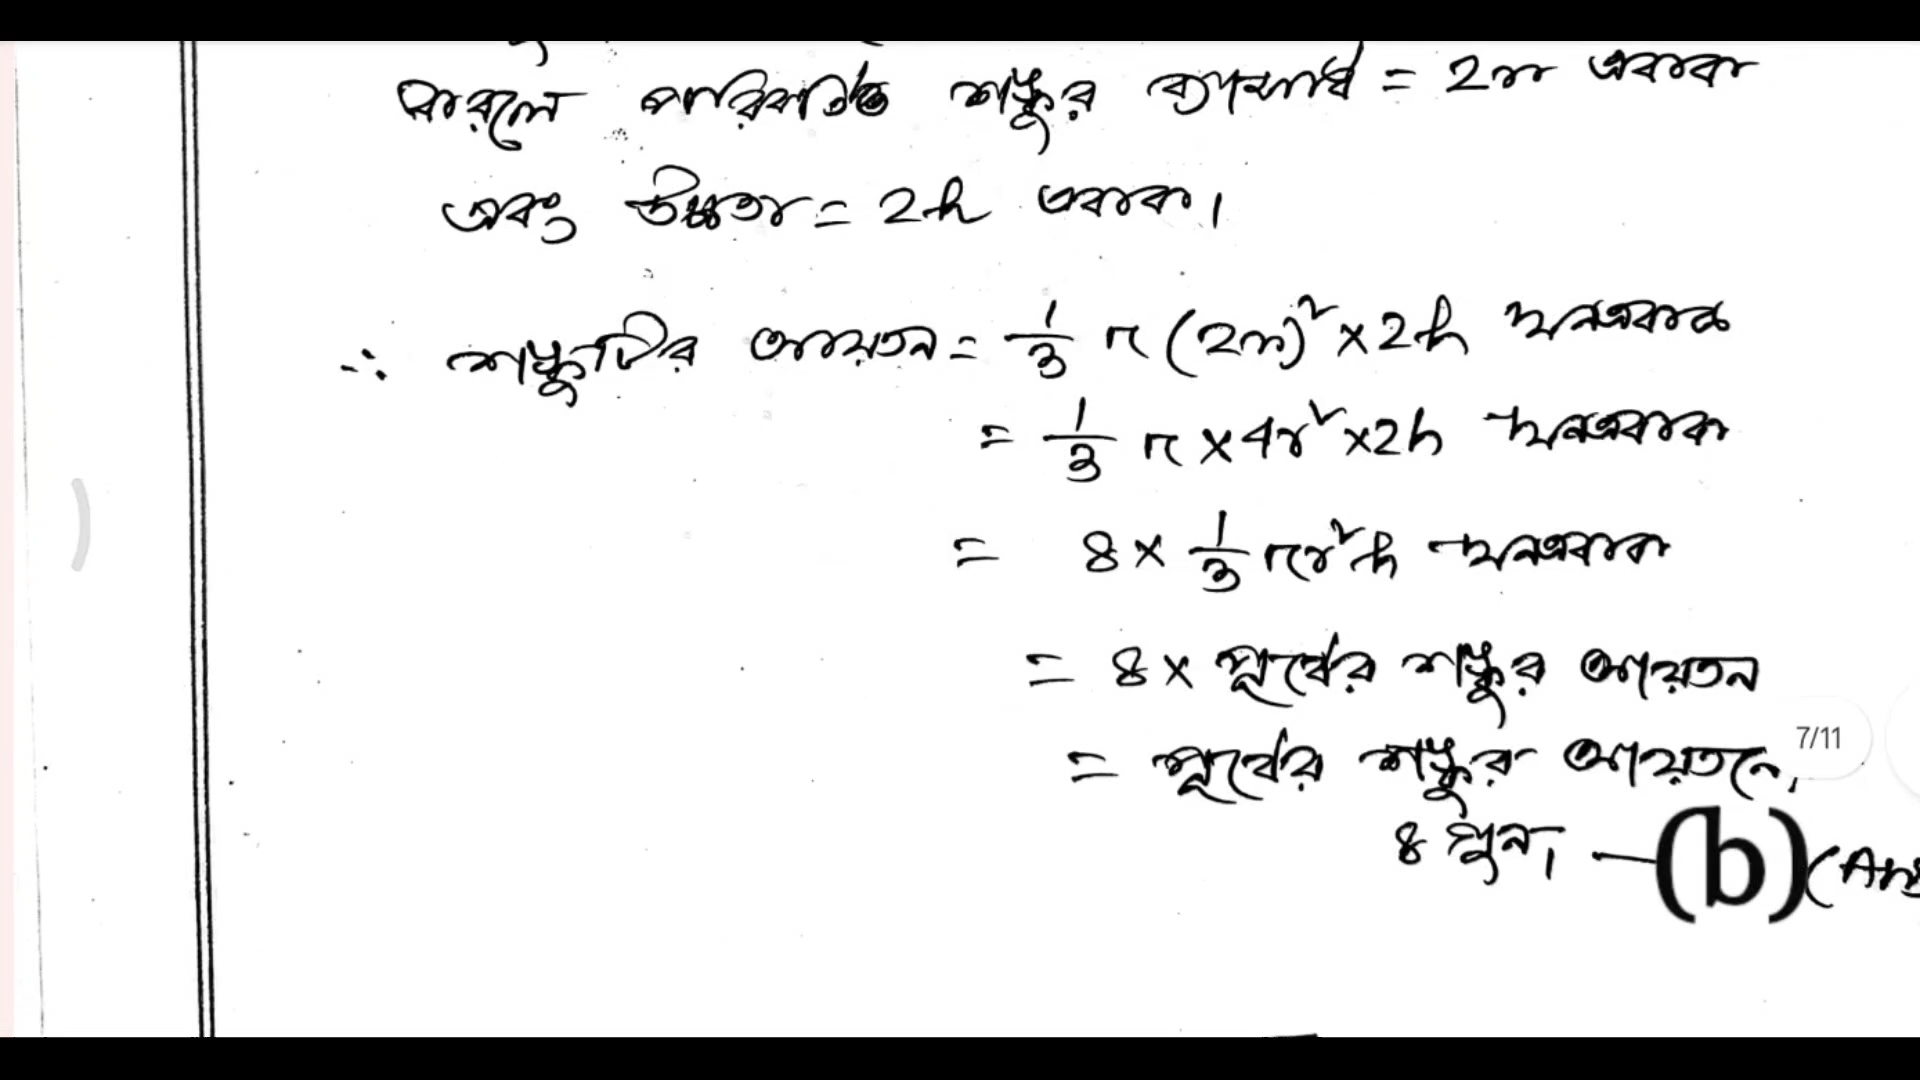 করলে পরিবর্তিত শঙ্কুর ব্যাসার্ধ = 2r একক
এবং উচ্চতা = 2h একক।
∴ শঙ্কুটির আয়তন = 1/3 π (2r)² × 2h ঘনএকক
= 1/3 π × 4r² × 2h ঘনএকক
= 8 × 1/3 πr²h ঘনএকক
= 8 × পূর্বের শঙ্কুর আয়তন
= পূর্বের শঙ্কুর আয়তনে,
7/11
8 গুন। — (b) (Ans